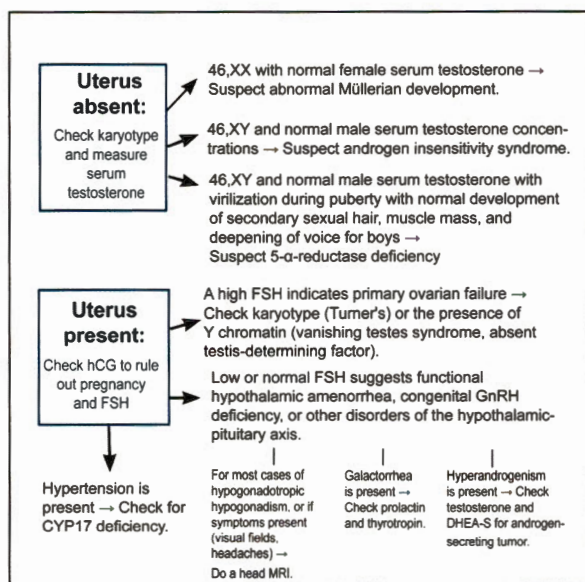 Uterus
absent:
Check karyotype
and measure
serum
testosterone
46,XX with normal female serum testosterone →
Suspect abnormal Müllerian development.
46,XY and normal male serum testosterone concen-
trations → Suspect androgen insensitivity syndrome.
46,XY and normal male serum testosterone with
virilization during puberty with normal development
of secondary sexual hair, muscle mass, and
deepening of voice for boys →
Suspect 5-α-reductase deficiency
Uterus
present:
Check hCG to rule
out pregnancy
and FSH
A high FSH indicates primary ovarian failure →
Check karyotype (Turner's) or the presence of
Y chromatin (vanishing testes syndrome, absent
testis-determining factor).
Low or normal FSH suggests functional
hypothalamic amenorrhea, congenital GnRH
deficiency, or other disorders of the hypothalamic-
pituitary axis.
Hypertension is
present → Check for
CYP17 deficiency.
For most cases of
hypogonadotropic
hypogonadism, or if
symptoms present
(visual fields,
headaches) →
Do a head MRI.
Galactorrhea
is present →
Check prolactin
and thyrotropin.
Hyperandrogenism
is present → Check
testosterone and
DHEA-S for androgen-
secreting tumor.